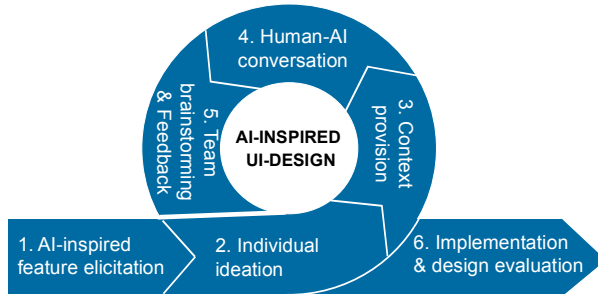 4. Human-AI
conversation
3. Context
provision
5. Team
brainstorming
& Feedback
AI-INSPIRED
UI-DESIGN
1. AI-inspired
feature elicitation
2. Individual
ideation
6. Implementation
& design evaluation